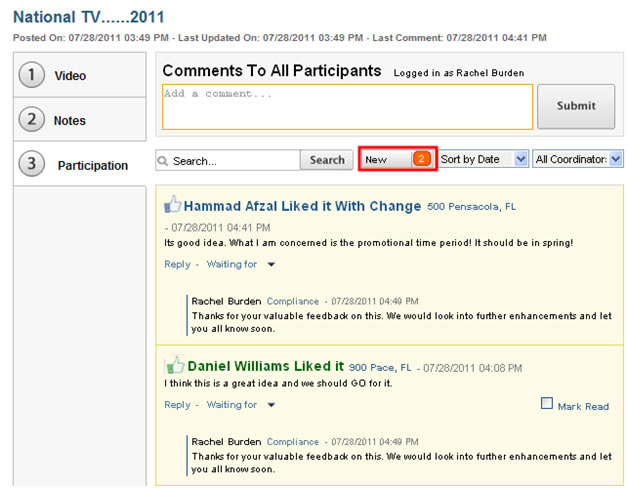 National TV......2011
Posted On: 07/28/2011 03:49 PM - Last Updated On: 07/28/2011 03:49 PM - Last Comment: 07/28/2011 04:41 PM
1 Video
2 Notes
3 Participation
Comments To All Participants Logged in as Rachel Burden
Add a comment...
Submit
Search... Search New 2 Sort by Date All Coordinator:
Hammad Afzal Liked it With Change 500 Pensacola, FL
- 07/28/2011 04:41 PM
Its good idea. What I am concerned is the promotional time period! It should be in spring!
Reply - Waiting for
Rachel Burden Compliance - 07/28/2011 04:49 PM
Thanks for your valuable feedback on this. We would look into further enhancements and let
you all know soon.
Daniel Williams Liked it 900 Pace, FL - 07/28/2011 04:08 PM
I think this is a great idea and we should GO for it.
Reply - Waiting for
Mark Read
Rachel Burden Compliance - 07/28/2011 04:49 PM
Thanks for your valuable feedback on this. We would look into further enhancements and let
you all know soon.